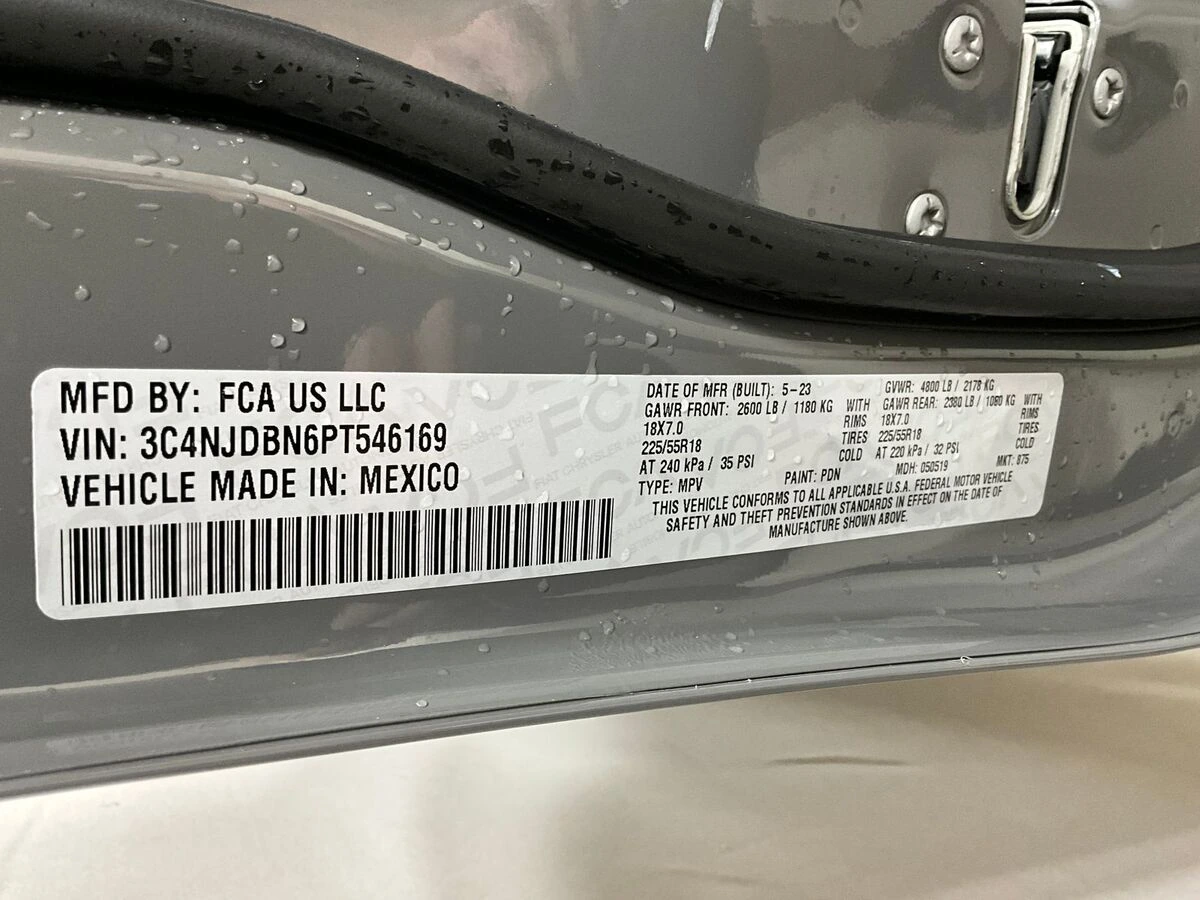 MFD BY: FCA US LLC
VIN: 3C4NJDBN6PT546169
VEHICLE MADE IN: MEXICO
DATE OF MFR (BUILT): 5-23 GVWR: 4800 LB / 2178 KG
GAWR FRONT: 2600 LB / 1180 KG WITH GAWR REAR: 2380 LB / 1080 KG WITH
18X7.0 RIMS 18X7.0 RIMS
225/55R18 TIRES 225/55R18 TIRES
AT 240 kPa / 35 PSI COLD AT 220 kPa / 32 PSI COLD
TYPE: MPV PAINT: PDN MDH: 050519 MKT: 875
THIS VEHICLE CONFORMS TO ALL APPLICABLE U.S.A. FEDERAL MOTOR VEHICLE
SAFETY AND THEFT PREVENTION STANDARDS IN EFFECT ON THE DATE OF
MANUFACTURE SHOWN ABOVE.